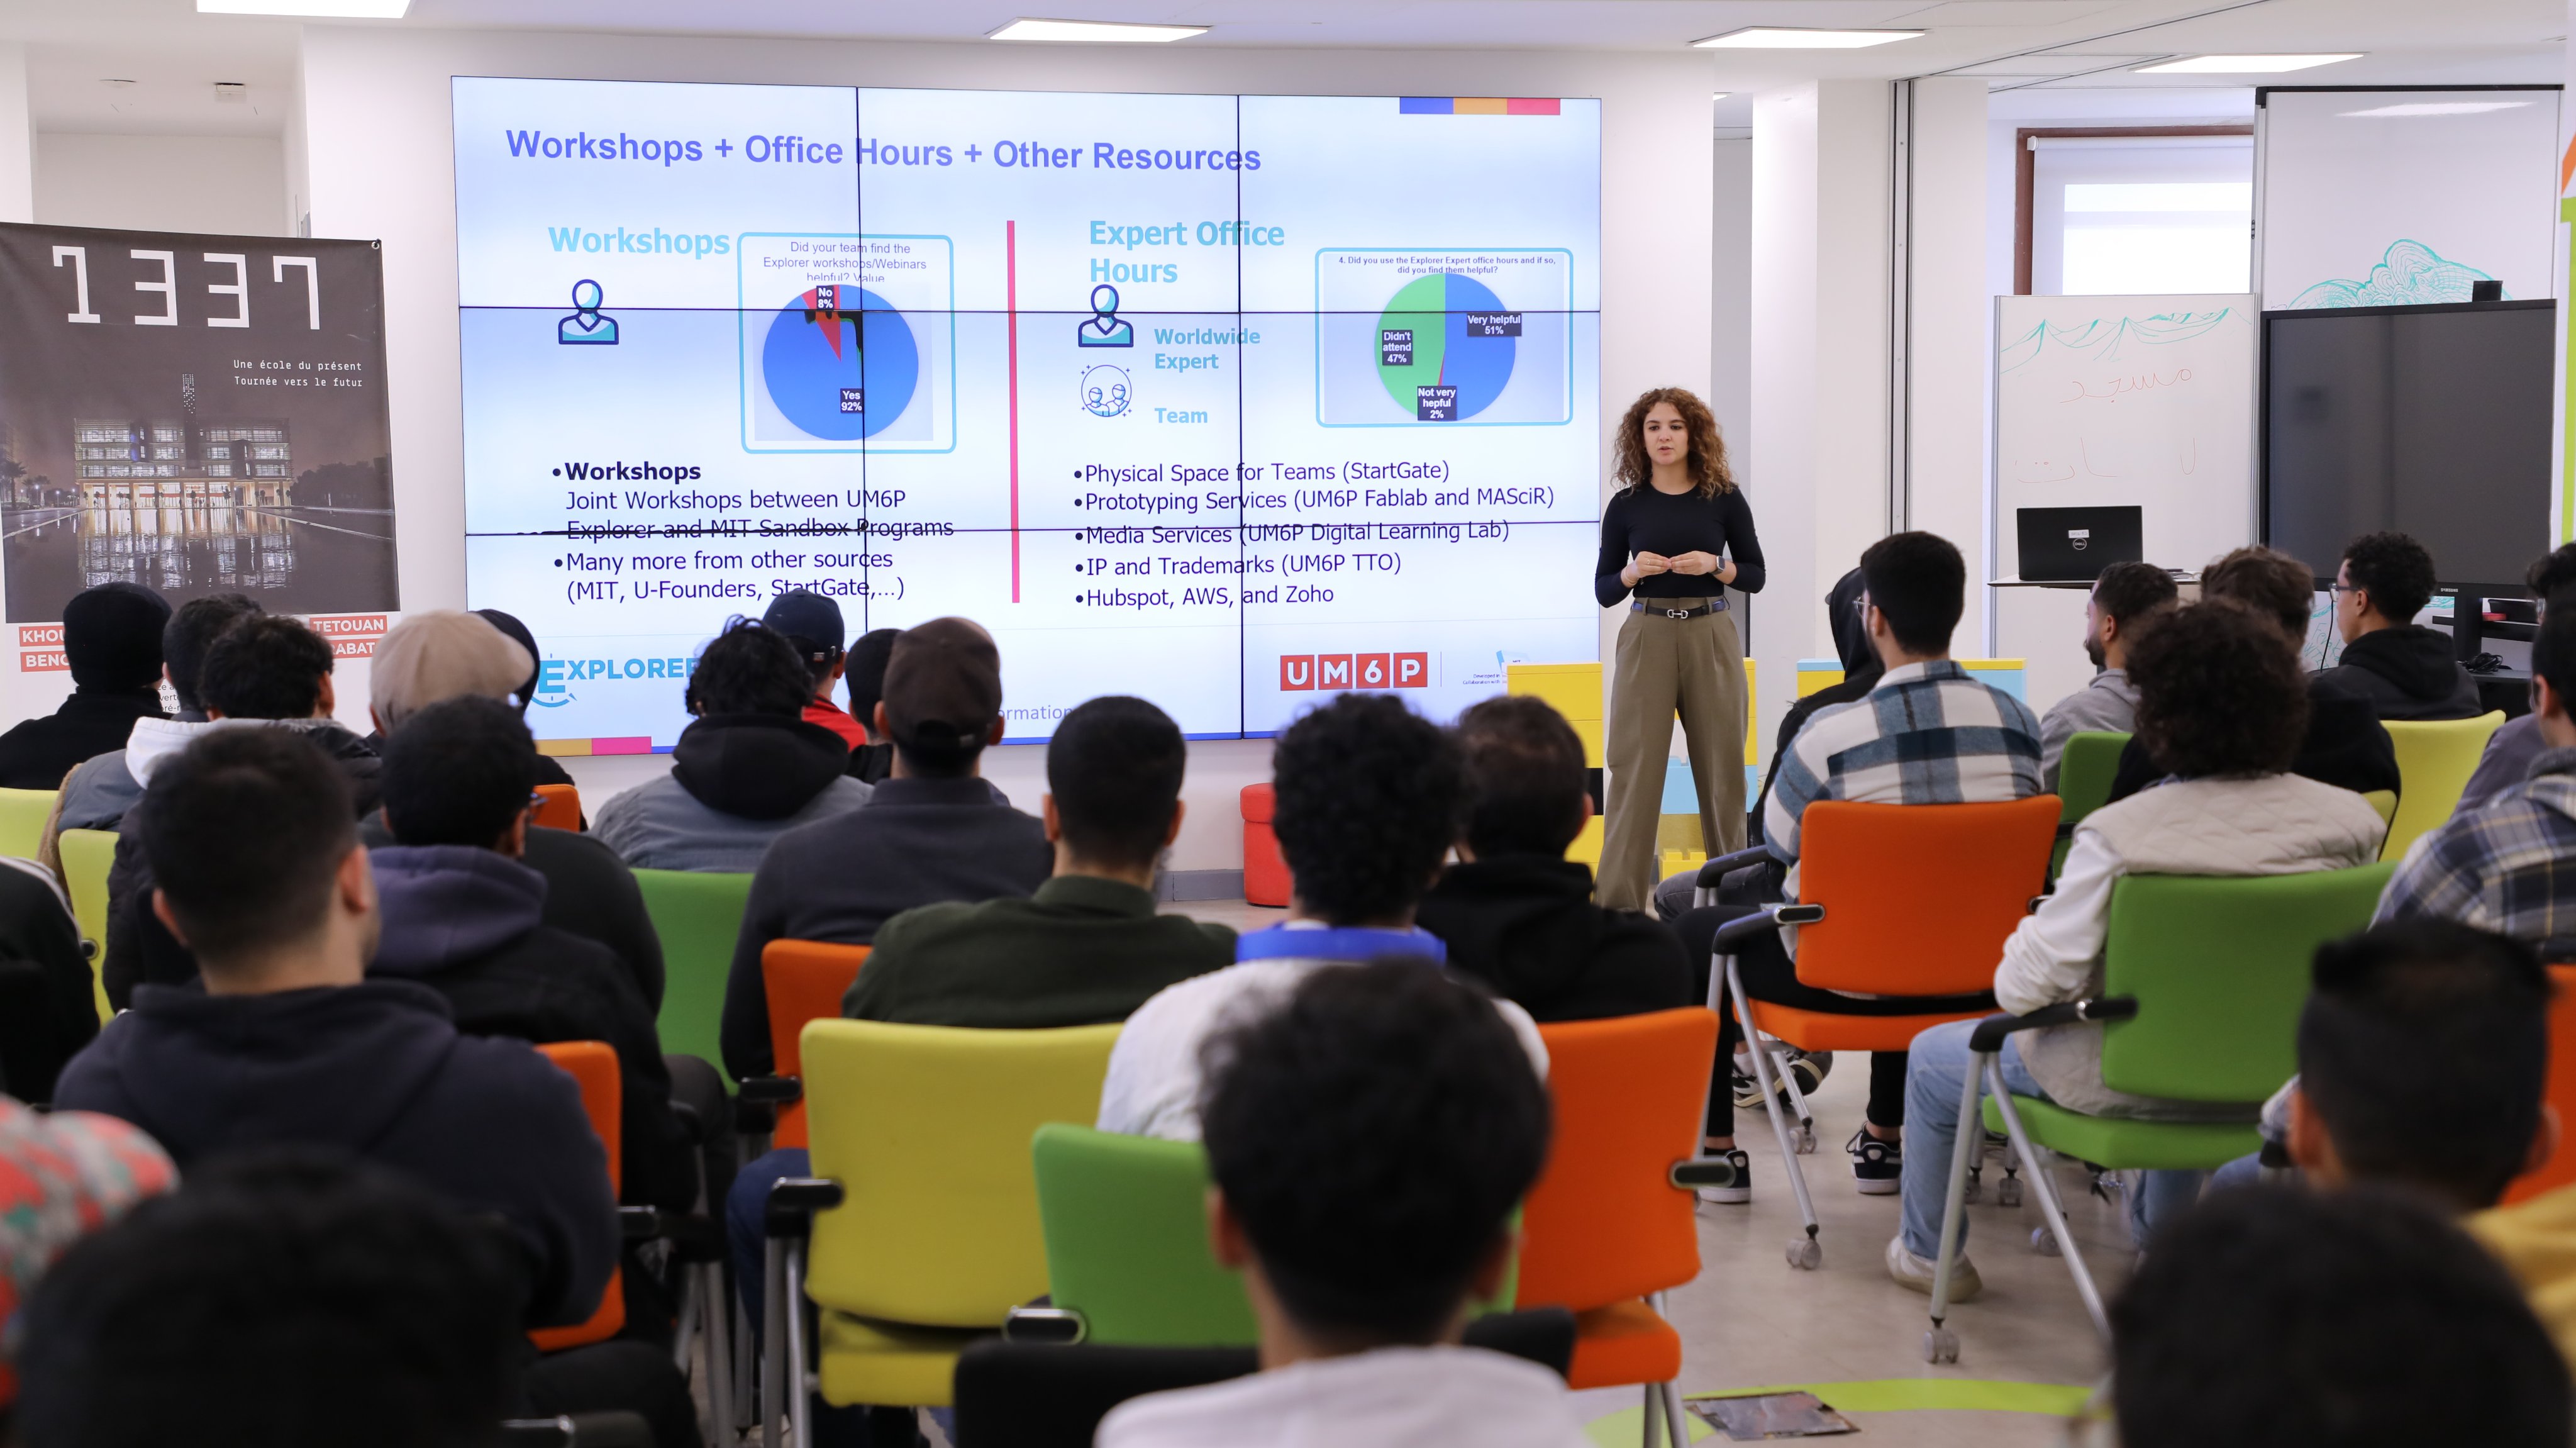 Workshops + Office Hours + Other Resources
Workshops
Did your team find the
Explorer workshops/Webinars
helpful? Value
No
8%
Yes
92%
•Workshops
Joint Workshops between UM6P
Explorer and MIT Sandbox Programs
•Many more from other sources
(MIT, U-Founders, StartGate,...)
Expert Office
Hours
Worldwide
Expert
Team
4. Did you use the Explorer Expert office hours and if so,
did you find them helpful?
Very helpful
51%
Didn't
attend
47%
Not very
hepful
2%
•Physical Space for Teams (StartGate)
•Prototyping Services (UM6P Fablab and MASciR)
•Media Services (UM6P Digital Learning Lab)
•IP and Trademarks (UM6P TTO)
•Hubspot, AWS, and Zoho
EXPLORER
UM6P
1337
Une école du présent
Tournée vers le futur
TETOUAN
DELL
SAMSUNG